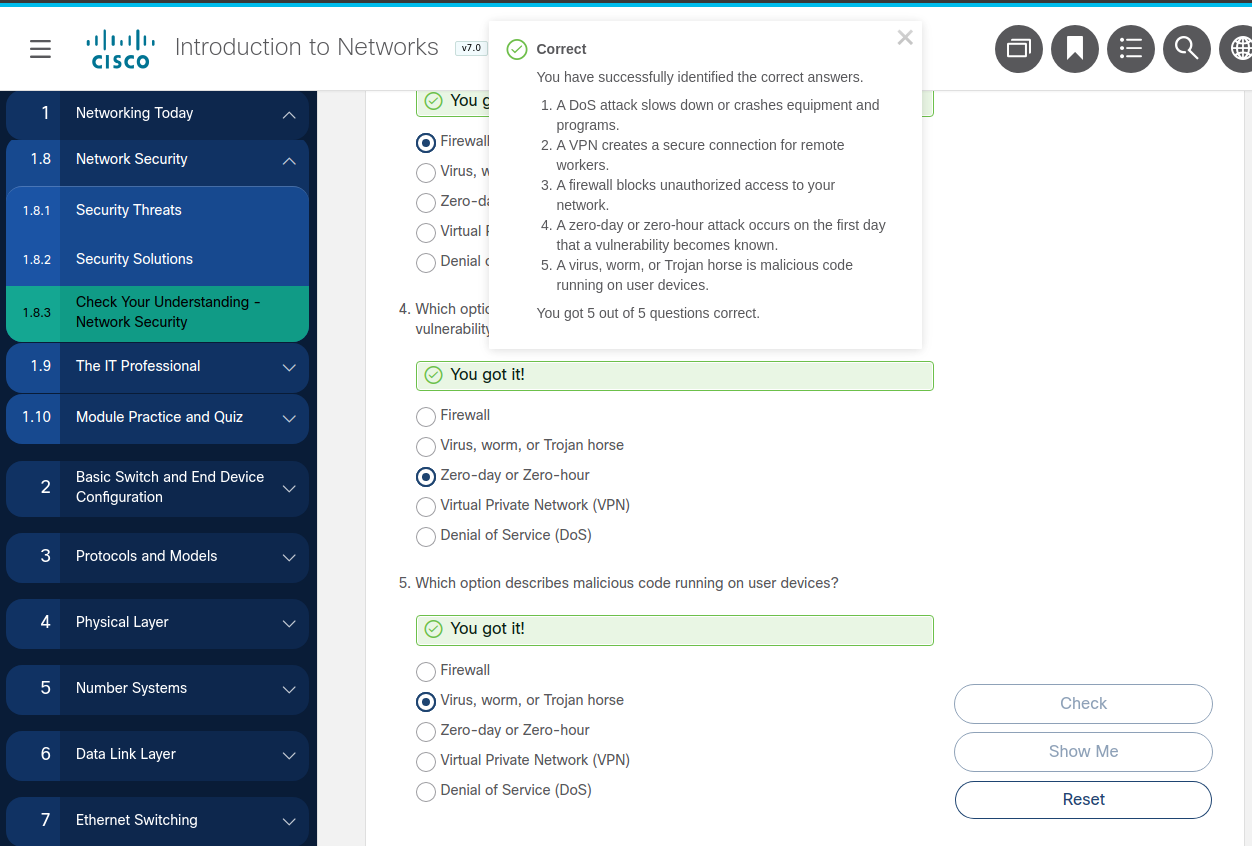 CISCO
Introduction to Networks
v7.0
1
Networking Today
1.8
Network Security
1.8.1
Security Threats
1.8.2
Security Solutions
1.8.3
Check Your Understanding -
Network Security
1.9
The IT Professional
1.10
Module Practice and Quiz
2
Basic Switch and End Device
Configuration
3
Protocols and Models
4
Physical Layer
5
Number Systems
6
Data Link Layer
7
Ethernet Switching
Correct
You have successfully identified the correct answers.
1. A DoS attack slows down or crashes equipment and
programs.
2. A VPN creates a secure connection for remote
workers.
3. A firewall blocks unauthorized access to your
network.
4. A zero-day or zero-hour attack occurs on the first day
that a vulnerability becomes known.
5. A virus, worm, or Trojan horse is malicious code
running on user devices.
You got 5 out of 5 questions correct.
You g
Firewall
Virus, w
Zero-da
Virtual
Denial
4. Which optio
vulnerability
You got it!
Firewall
Virus, worm, or Trojan horse
Zero-day or Zero-hour
Virtual Private Network (VPN)
Denial of Service (DoS)
5. Which option describes malicious code running on user devices?
You got it!
Firewall
Virus, worm, or Trojan horse
Zero-day or Zero-hour
Virtual Private Network (VPN)
Denial of Service (DoS)
Check
Show Me
Reset